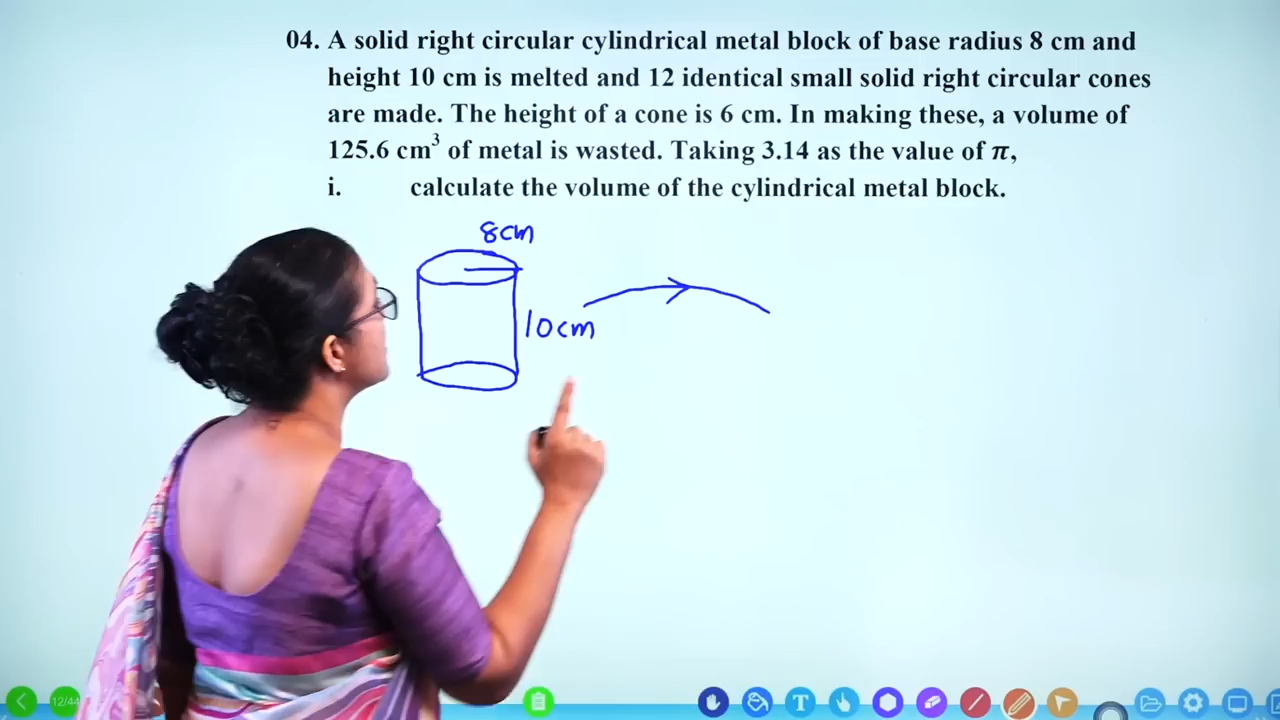 04. A solid right circular cylindrical metal block of base radius 8 cm and
height 10 cm is melted and 12 identical small solid right circular cones
are made. The height of a cone is 6 cm. In making these, a volume of
125.6 cm³ of metal is wasted. Taking 3.14 as the value of π,
i. calculate the volume of the cylindrical metal block.
8cm
10cm
12/44
T